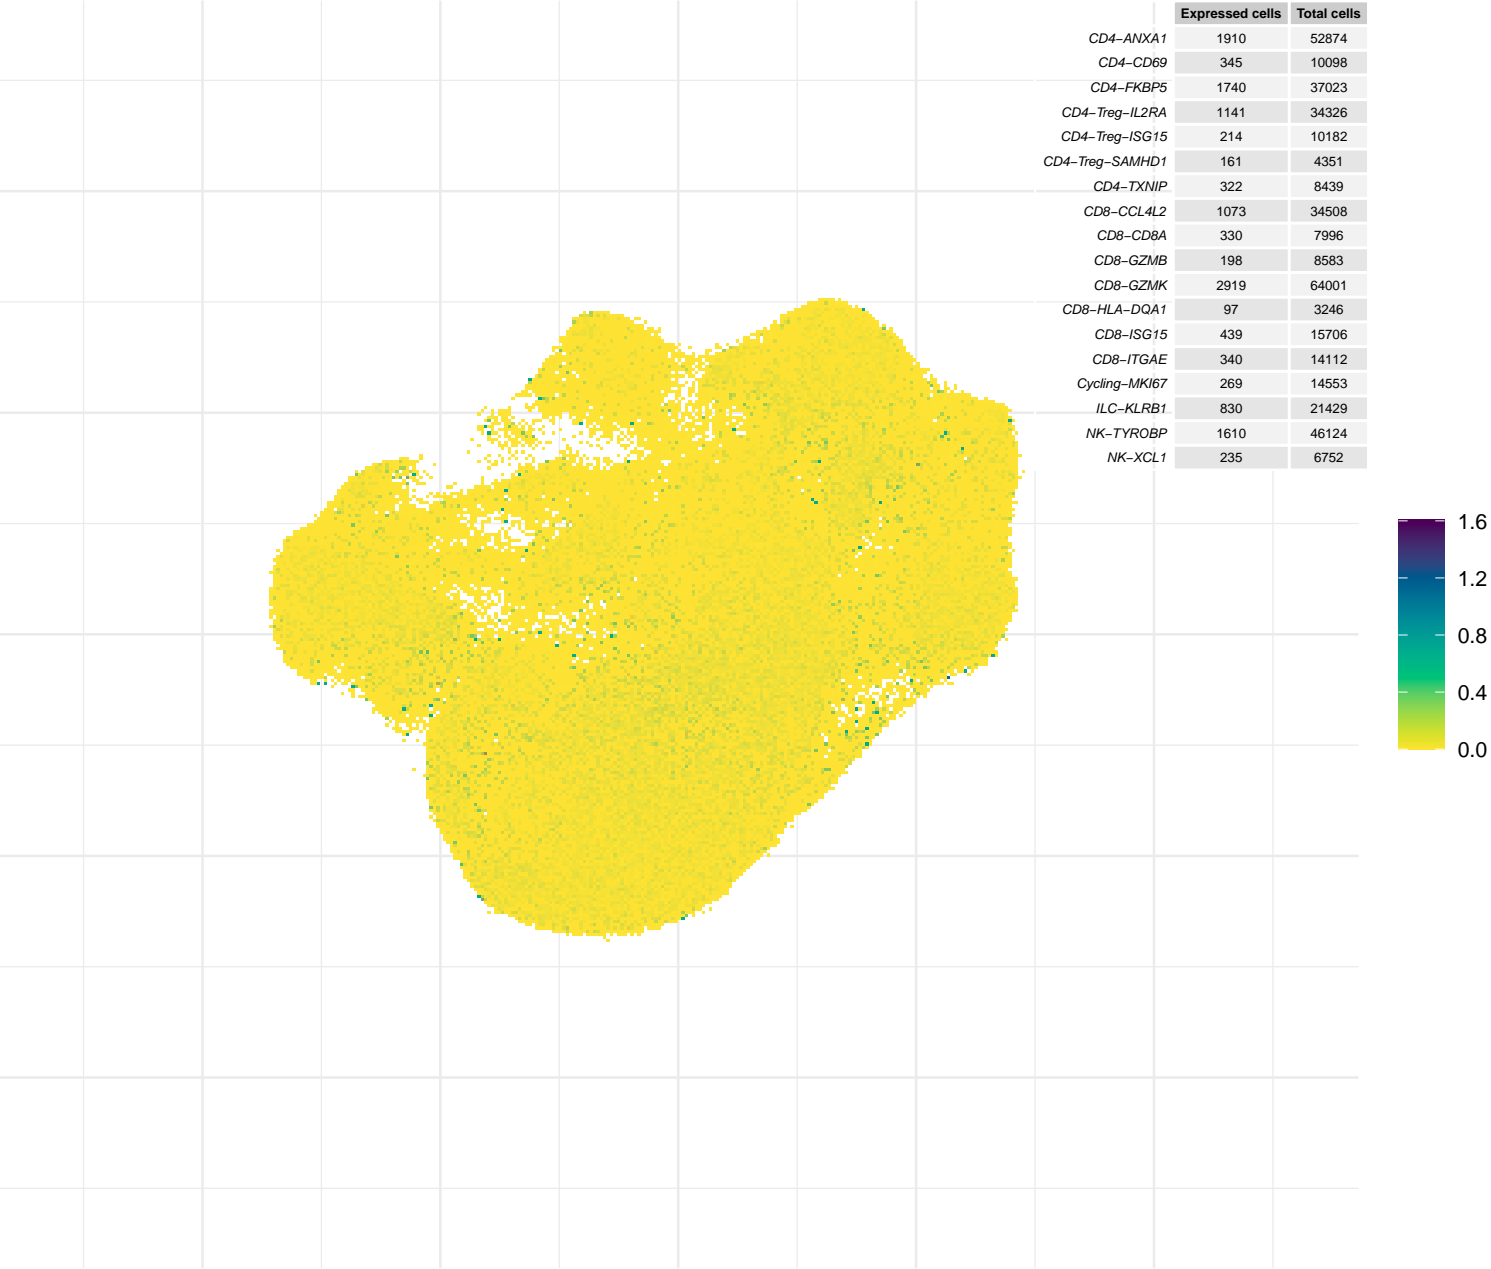 Expressed cells Total cells
CD4−ANXA1 1910 52874
CD4−CD69 345 10098
CD4−FKBP5 1740 37023
CD4−Treg−IL2RA 1141 34326
CD4−Treg−ISG15 214 10182
CD4−Treg−SAMHD1 161 4351
CD4−TXNIP 322 8439
CD8−CCL4L2 1073 34508
CD8−CD8A 330 7996
CD8−GZMB 198 8583
CD8−GZMK 2919 64001
CD8−HLA−DQA1 97 3246
CD8−ISG15 439 15706
CD8−ITGAE 340 14112
Cycling−MKI67 269 14553
ILC−KLRB1 830 21429
NK−TYROBP 1610 46124
NK−XCL1 235 6752
1.6
1.2
0.8
0.4
0.0